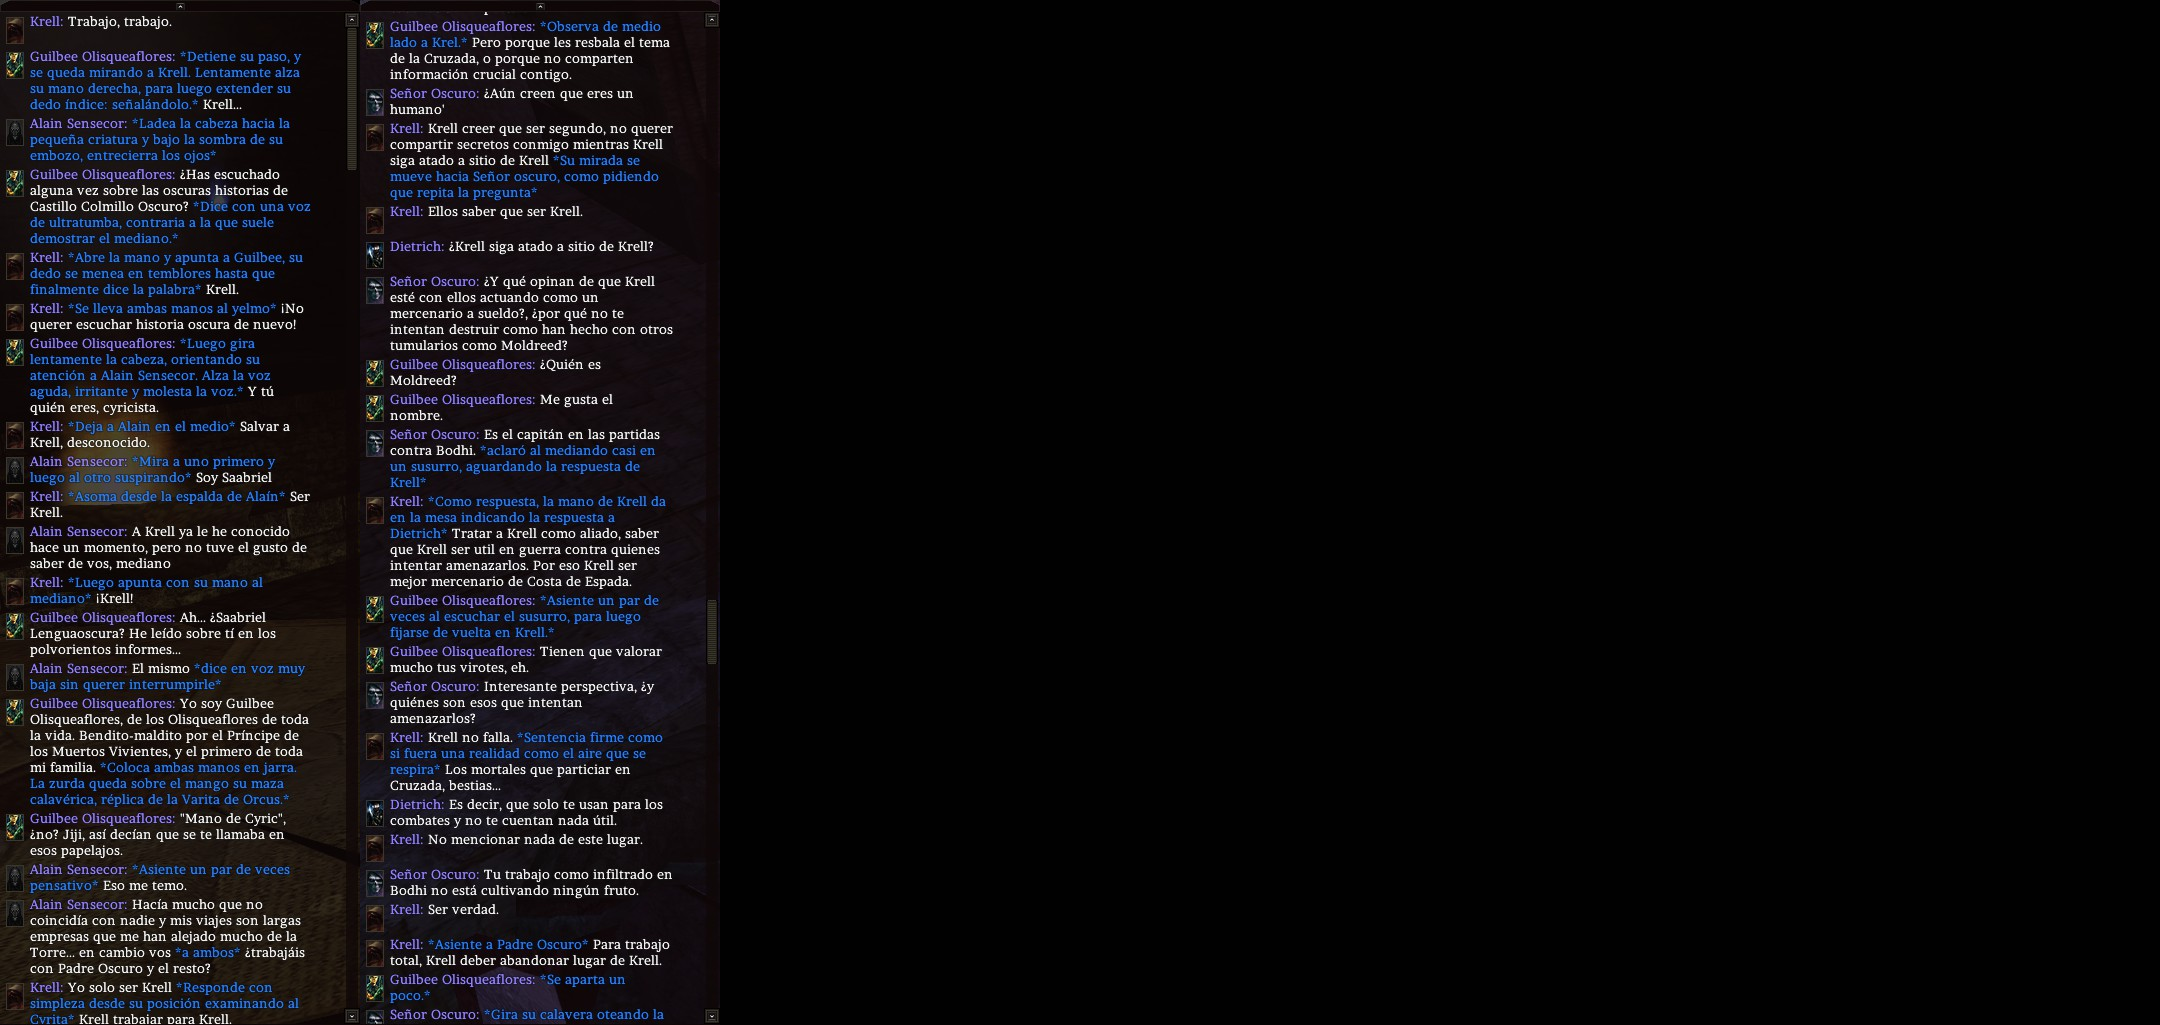 Krell: Trabajo, trabajo.
Guilbee Olisqueaflores: *Detiene su paso, y
se queda mirando a Krell. Lentamente alza
su mano derecha, para luego extender su
dedo índice: señalándolo.* Krell...
Alain Sensecor: *Ladea la cabeza hacia la
pequeña criatura y bajo la sombra de su
embozo, entrecierra los ojos*
Guilbee Olisqueaflores: ¿Has escuchado
alguna vez sobre las oscuras historias de
Castillo Colmillo Oscuro? *Dice con una voz
de ultratumba, contraria a la que suele
demostrar el mediano.*
Krell: *Abre la mano y apunta a Guilbee, su
dedo se menea en temblores hasta que
finalmente dice la palabra* Krell.
Krell: *Se lleva ambas manos al yelmo* ¡No
querer escuchar historia oscura de nuevo!
Guilbee Olisqueaflores: *Luego gira
lentamente la cabeza, orientando su
atención a Alain Sensecor. Alza la voz
aguda, irritante y molesta la voz.* Y tú
quién eres, cyricista.
Krell: *Deja a Alain en el medio* Salvar a
Krell, desconocido.
Alain Sensecor: *Mira a uno primero y
luego al otro suspirando* Soy Saabriel
Krell: *Asoma desde la espalda de Alaín* Ser
Krell.
Alain Sensecor: A Krell ya le he conocido
hace un momento, pero no tuve el gusto de
saber de vos, mediano
Krell: *Luego apunta con su mano al
mediano* ¡Krell!
Guilbee Olisqueaflores: Ah... ¿Saabriel
Lenguaoscura? He leído sobre tí en los
polvorientos informes...
Alain Sensecor: El mismo *dice en voz muy
baja sin querer interrumpirle*
Guilbee Olisqueaflores: Yo soy Guilbee
Olisqueaflores, de los Olisqueaflores de toda
la vida. Bendito-maldito por el Príncipe de
los Muertos Vivientes, y el primero de toda
mi familia. *Coloca ambas manos en jarra.
La zurda queda sobre el mango su maza
calavérica, réplica de la Varita de Orcus.*
Guilbee Olisqueaflores: "Mano de Cyric",
¿no? Jiji, así decían que se te llamaba en
esos papelajos.
Alain Sensecor: *Asiente un par de veces
pensativo* Eso me temo.
Alain Sensecor: Hacía mucho que no
coincidía con nadie y mis viajes son largas
empresas que me han alejado mucho de la
Torre... en cambio vos *a ambos* ¿trabajáis
con Padre Oscuro y el resto?
Krell: Yo solo ser Krell *Responde con
simpleza desde su posición examinando al
Cyrita* Krell trabajar para Krell.
Guilbee Olisqueaflores: *Observa de medio
lado a Krel.* Pero porque les resbala el tema
de la Cruzada, o porque no comparten
información crucial contigo.
Señor Oscuro: ¿Aún creen que eres un
humano'
Krell: Krell creer que ser segundo, no querer
compartir secretos conmigo mientras Krell
siga atado a sitio de Krell *Su mirada se
mueve hacia Señor oscuro, como pidiendo
que repita la pregunta*
Krell: Ellos saber que ser Krell.
Dietrich: ¿Krell siga atado a sitio de Krell?
Señor Oscuro: ¿Y qué opinan de que Krell
esté con ellos actuando como un
mercenario a sueldo?, ¿por qué no te
intentan destruir como han hecho con otros
tumularios como Moldreed?
Guilbee Olisqueaflores: ¿Quién es
Moldreed?
Guilbee Olisqueaflores: Me gusta el
nombre.
Señor Oscuro: Es el capitán en las partidas
contra Bodhi. *aclaró al mediando casi en
un susurro, aguardando la respuesta de
Krell*
Krell: *Como respuesta, la mano de Krell da
en la mesa indicando la respuesta a
Dietrich* Tratar a Krell como aliado, saber
que Krell ser util en guerra contra quienes
intentar amenazarlos. Por eso Krell ser
mejor mercenario de Costa de Espada.
Guilbee Olisqueaflores: *Asiente un par de
veces al escuchar el susurro, para luego
fijarse de vuelta en Krell.*
Guilbee Olisqueaflores: Tienen que valorar
mucho tus virotes, eh.
Señor Oscuro: Interesante perspectiva, ¿y
quiénes son esos que intentan
amenazarlos?
Krell: Krell no falla. *Sentencia firme como
si fuera una realidad como el aire que se
respira* Los mortales que particiar en
Cruzada, bestias...
Dietrich: Es decir, que solo te usan para los
combates y no te cuentan nada útil.
Krell: No mencionar nada de este lugar.
Señor Oscuro: Tu trabajo como infiltrado en
Bodhi no está cultivando ningún fruto.
Krell: Ser verdad.
Krell: *Asiente a Padre Oscuro* Para trabajo
total, Krell deber abandonar lugar de Krell.
Guilbee Olisqueaflores: *Se aparta un
poco.*
Señor Oscuro: *Gira su calavera oteando la